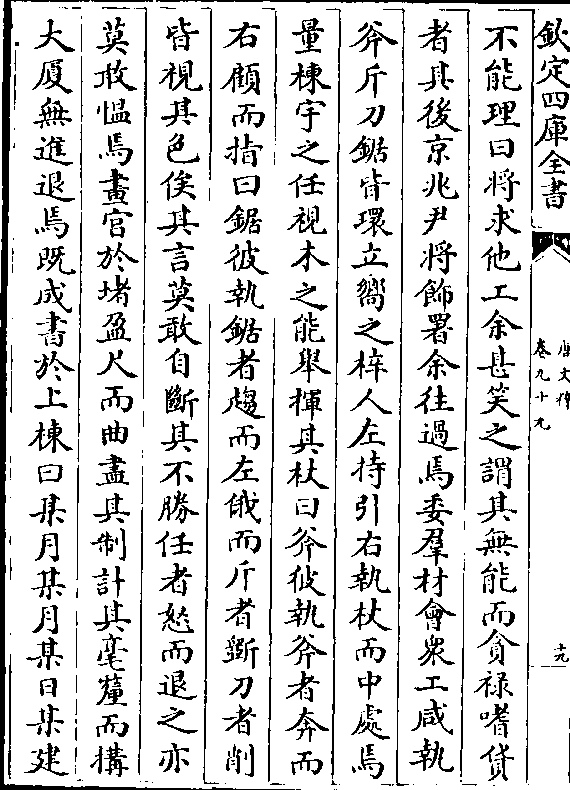 欽定四庫全書
唐文粹
卷九十九
十九
不能理曰將求他工余甚笑之謂其無能而貪禄嗜貨
者其後京兆尹將飾署余往過焉委羣材會衆工咸執
斧斤刀鋸皆環立嚮之梓人左持引右執杖而中處焉
量棟宇之任視木之能舉揮其杖曰斧彼執斧者奔而
右顧而指曰鋸彼執鋸者趨而左俄而斤者斵刀者削
皆視其色俟其言莫敢自斷其不勝任者怒而退之亦
莫敢愠焉畫宫於堵盈尺而曲盡其制計其毫釐而構
大厦無進退焉既成書於上棟曰某月某月某日某建